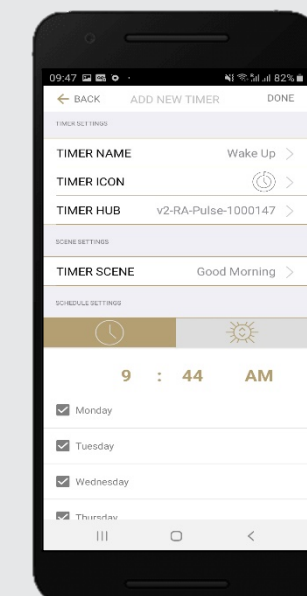 09:47 82%
← BACK ADD NEW TIMER DONE
TIMER SETTINGS
TIMER NAME Wake Up >
TIMER ICON >
TIMER HUB v2-RA-Pulse-1000147 >
SCENE SETTINGS
TIMER SCENE Good Morning >
SCHEDULE SETTINGS
9 : 44 AM
Monday
Tuesday
Wednesday
Thursday